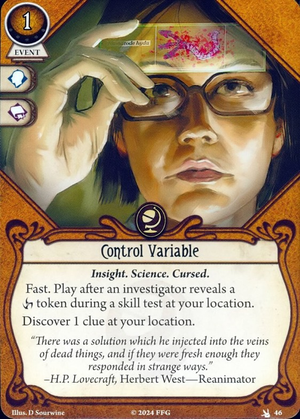 1
EVENT
Control Variable
Insight. Science. Cursed.
Fast. Play after an investigator reveals a
token during a skill test at your location.
Discover 1 clue at your location.
"There was a solution which he injected into the veins
of dead things, and if they were fresh enough they
responded in strange ways."
–H.P. Lovecraft, Herbert West—Reanimator
Illus. D Sourwine
© 2024 FFG
46